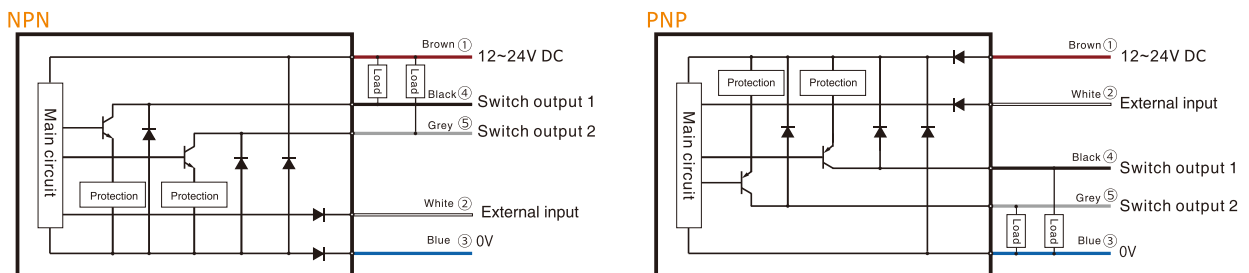 NPN
Brown ① 12~24V DC
Load
Load
Black ④ Switch output 1
Grey ⑤ Switch output 2
Main circuit
Protection
Protection
White ② External input
Blue ③ 0V
PNP
Brown ① 12~24V DC
Protection
Protection
White ② External input
Main circuit
Black ④ Switch output 1
Grey ⑤ Switch output 2
Load
Load
Blue ③ 0V